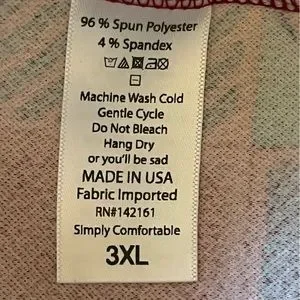 96 % Spun Polyester
4 % Spandex
Machine Wash Cold
Gentle Cycle
Do Not Bleach
Hang Dry
or you'll be sad
MADE IN USA
Fabric Imported
RN#142161
Simply Comfortable
3XL